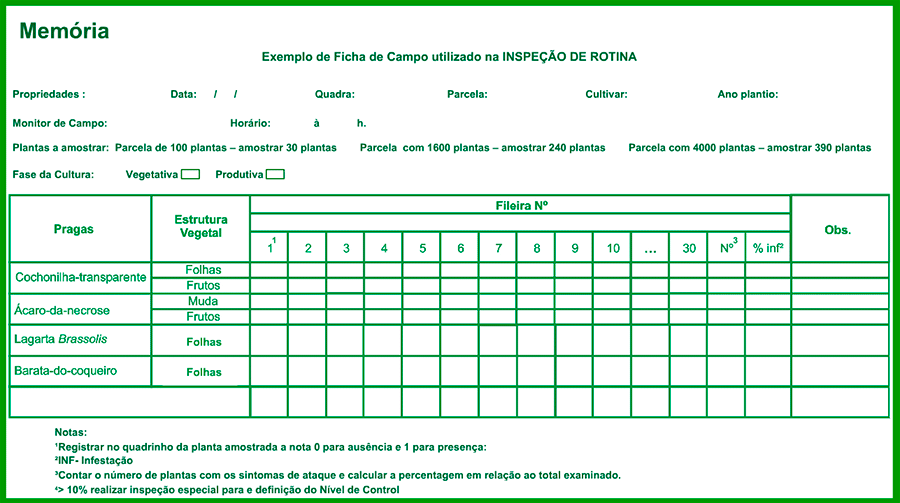 Memória
Exemplo de Ficha de Campo utilizado na INSPEÇÃO DE ROTINA
Propriedades : Data: / / Quadra: Parcela: Cultivar: Ano plantio:
Monitor de Campo: Horário: à h.
Plantas a amostrar: Parcela de 100 plantas – amostrar 30 plantas Parcela com 1600 plantas – amostrar 240 plantas Parcela com 4000 plantas – amostrar 390 plantas
Fase da Cultura: Vegetativa Produtiva
Pragas Estrutura Vegetal Fileira Nº Obs.
1¹ 2 3 4 5 6 7 8 9 10 ... 30 Nº³ % inf²
Cochonilha-transparente Folhas
Frutos
Ácaro-da-necrose Muda
Frutos
Lagarta Brassolis Folhas
Barata-do-coqueiro Folhas
Notas:
¹Registrar no quadrinho da planta amostrada a nota 0 para ausência e 1 para presença:
²INF- Infestação
³Contar o número de plantas com os sintomas de ataque e calcular a percentagem em relação ao total examinado.
⁴> 10% realizar inspeção especial para e definição do Nível de Control